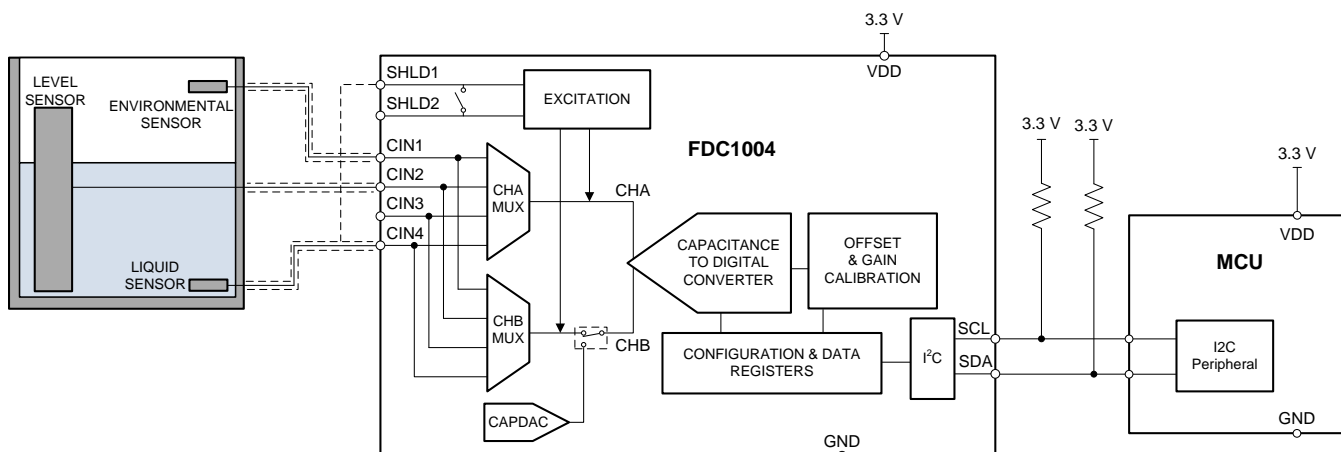 LEVEL
SENSOR
ENVIRONMENTAL
SENSOR
LIQUID
SENSOR
SHLD1
SHLD2
CIN1
CIN2
CIN3
CIN4
EXCITATION
CHA
MUX
CHB
MUX
CAPDAC
CHA
CHB
FDC1004
3.3 V
VDD
CAPACITANCE
TO DIGITAL
CONVERTER
OFFSET
& GAIN
CALIBRATION
CONFIGURATION & DATA
REGISTERS
I²C
SCL
SDA
GND
3.3 V
3.3 V
3.3 V
VDD
MCU
I2C
Peripheral
GND